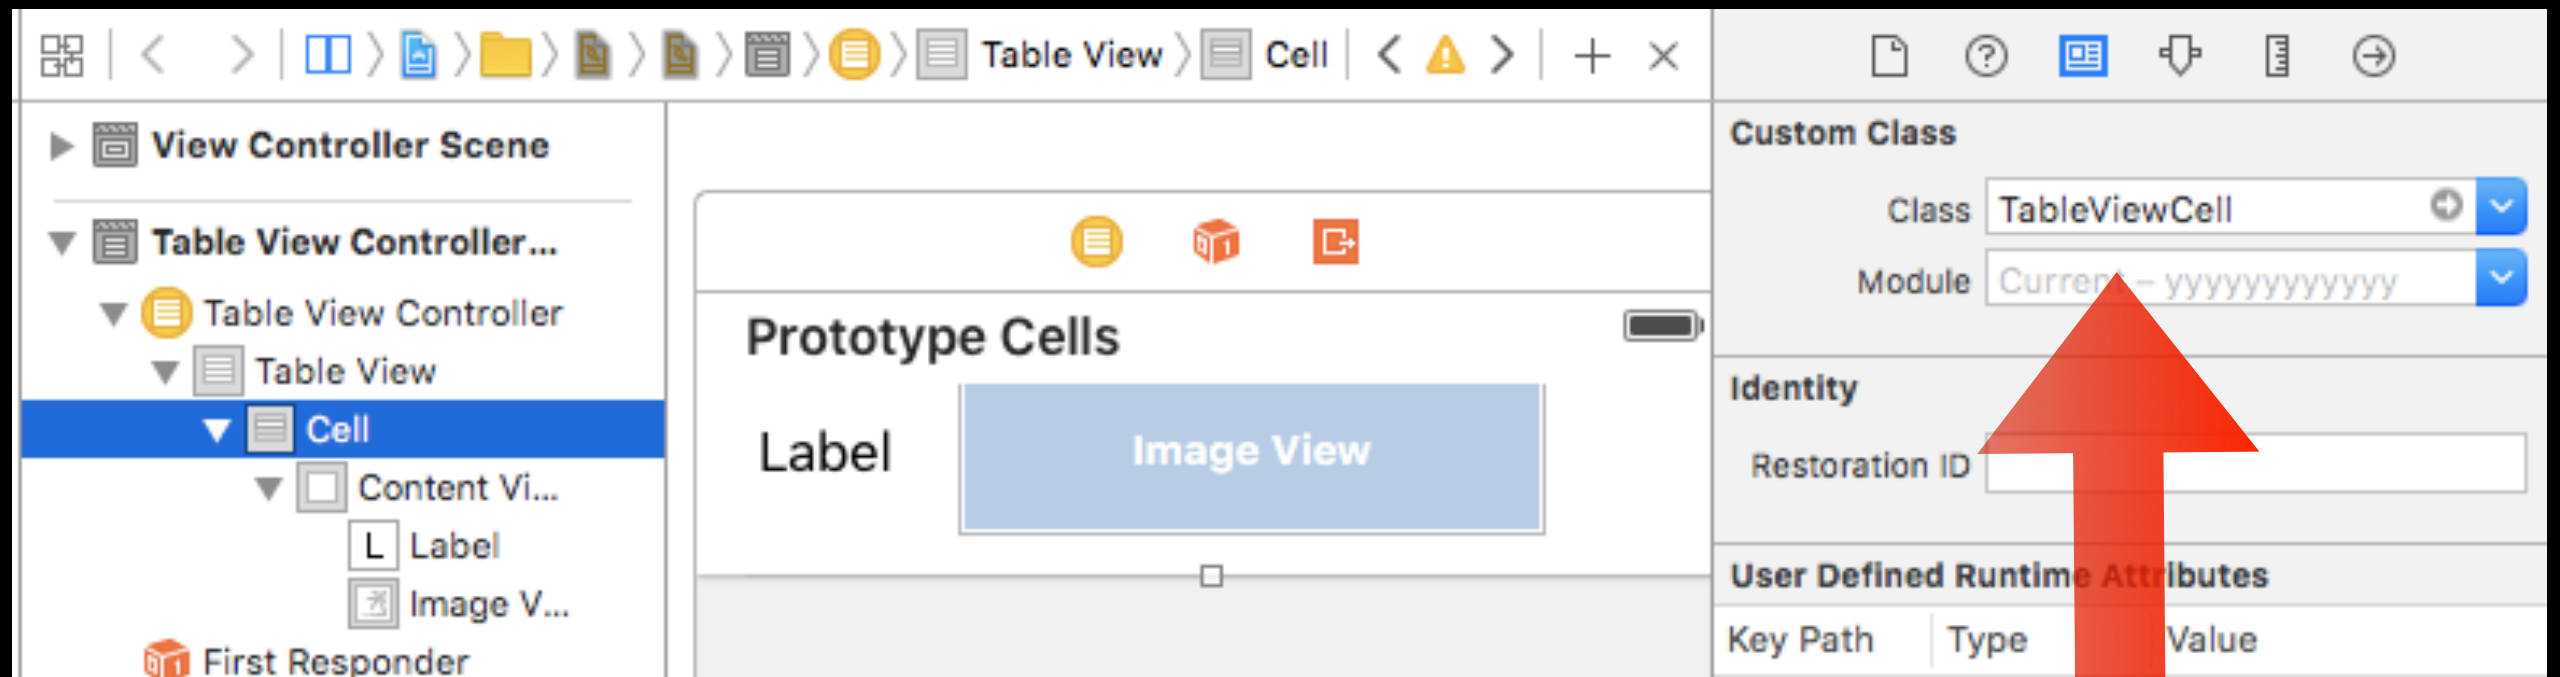 Table View
Cell
View Controller Scene
Table View Controller...
Table View Controller
Table View
Cell
Content Vi...
L Label
Image V...
First Responder
Prototype Cells
Label
Image View
Custom Class
Class TableViewCell
Module Current – yyyyyyyyyyyy
Identity
Restoration ID
User Defined Runtime Attributes
Key Path Type Value